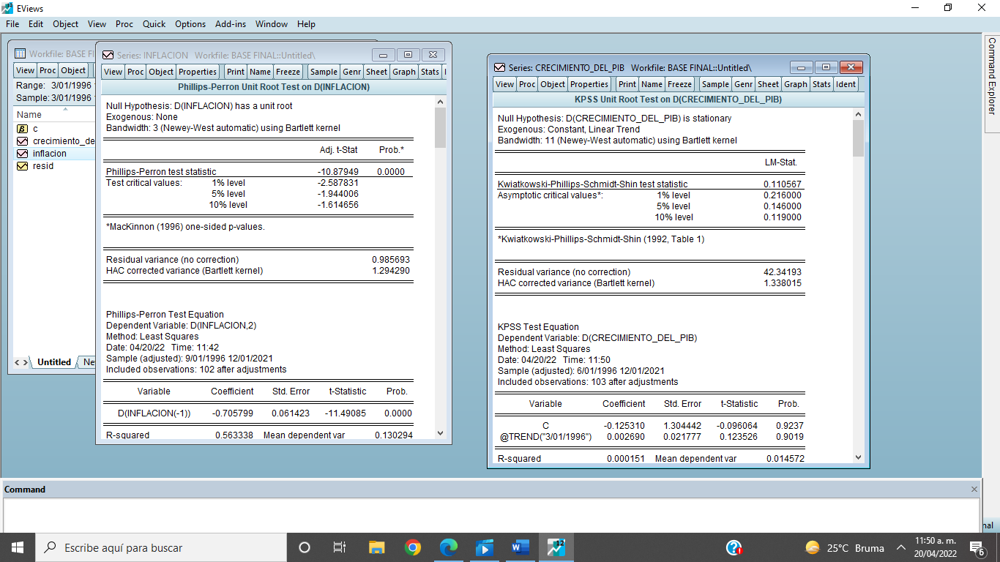 EViews
File Edit Object View Proc Quick Options Add-ins Window Help
Workfile: BASE FI
View Proc Object
Range: 3/01/1996
Sample: 3/01/1996
Name
c
crecimiento_de
inflacion
resid
Untitled Ne
Series: INFLACION Workfile: BASE FINAL::Untitled\
View Proc Object Properties Print Name Freeze Sample Genr Sheet Graph Stats I
Phillips-Perron Unit Root Test on D(INFLACION)
Null Hypothesis: D(INFLACION) has a unit root
Exogenous: None
Bandwidth: 3 (Newey-West automatic) using Bartlett kernel
Adj. t-Stat Prob.*
Phillips-Perron test statistic -10.87949 0.0000
Test critical values: 1% level -2.587831
5% level -1.944006
10% level -1.614656
*MacKinnon (1996) one-sided p-values.
Residual variance (no correction) 0.985693
HAC corrected variance (Bartlett kernel) 1.294290
Phillips-Perron Test Equation
Dependent Variable: D(INFLACION,2)
Method: Least Squares
Date: 04/20/22 Time: 11:42
Sample (adjusted): 9/01/1996 12/01/2021
Included observations: 102 after adjustments
Variable Coefficient Std. Error t-Statistic Prob.
D(INFLACION(-1)) -0.705799 0.061423 -11.49085 0.0000
R-squared 0.563338 Mean dependent var 0.130294
Series: CRECIMIENTO_DEL_PIB Workfile: BASE FINAL::Untitled\
View Proc Object Properties Print Name Freeze Sample Genr Sheet Graph Stats Ident
KPSS Unit Root Test on D(CRECIMIENTO_DEL_PIB)
Null Hypothesis: D(CRECIMIENTO_DEL_PIB) is stationary
Exogenous: Constant, Linear Trend
Bandwidth: 11 (Newey-West automatic) using Bartlett kernel
LM-Stat.
Kwiatkowski-Phillips-Schmidt-Shin test statistic 0.110567
Asymptotic critical values*: 1% level 0.216000
5% level 0.146000
10% level 0.119000
*Kwiatkowski-Phillips-Schmidt-Shin (1992, Table 1)
Residual variance (no correction) 42.34193
HAC corrected variance (Bartlett kernel) 1.338015
KPSS Test Equation
Dependent Variable: D(CRECIMIENTO_DEL_PIB)
Method: Least Squares
Date: 04/20/22 Time: 11:50
Sample (adjusted): 6/01/1996 12/01/2021
Included observations: 103 after adjustments
Variable Coefficient Std. Error t-Statistic Prob.
C -0.125310 1.304442 -0.096064 0.9237
@TREND("3/01/1996") 0.002690 0.021777 0.123526 0.9019
R-squared 0.000151 Mean dependent var 0.014572
Command Explorer
Command
nal
Escribe aquí para buscar
12
25°C Bruma
11:50 a. m.
20/04/2022
6